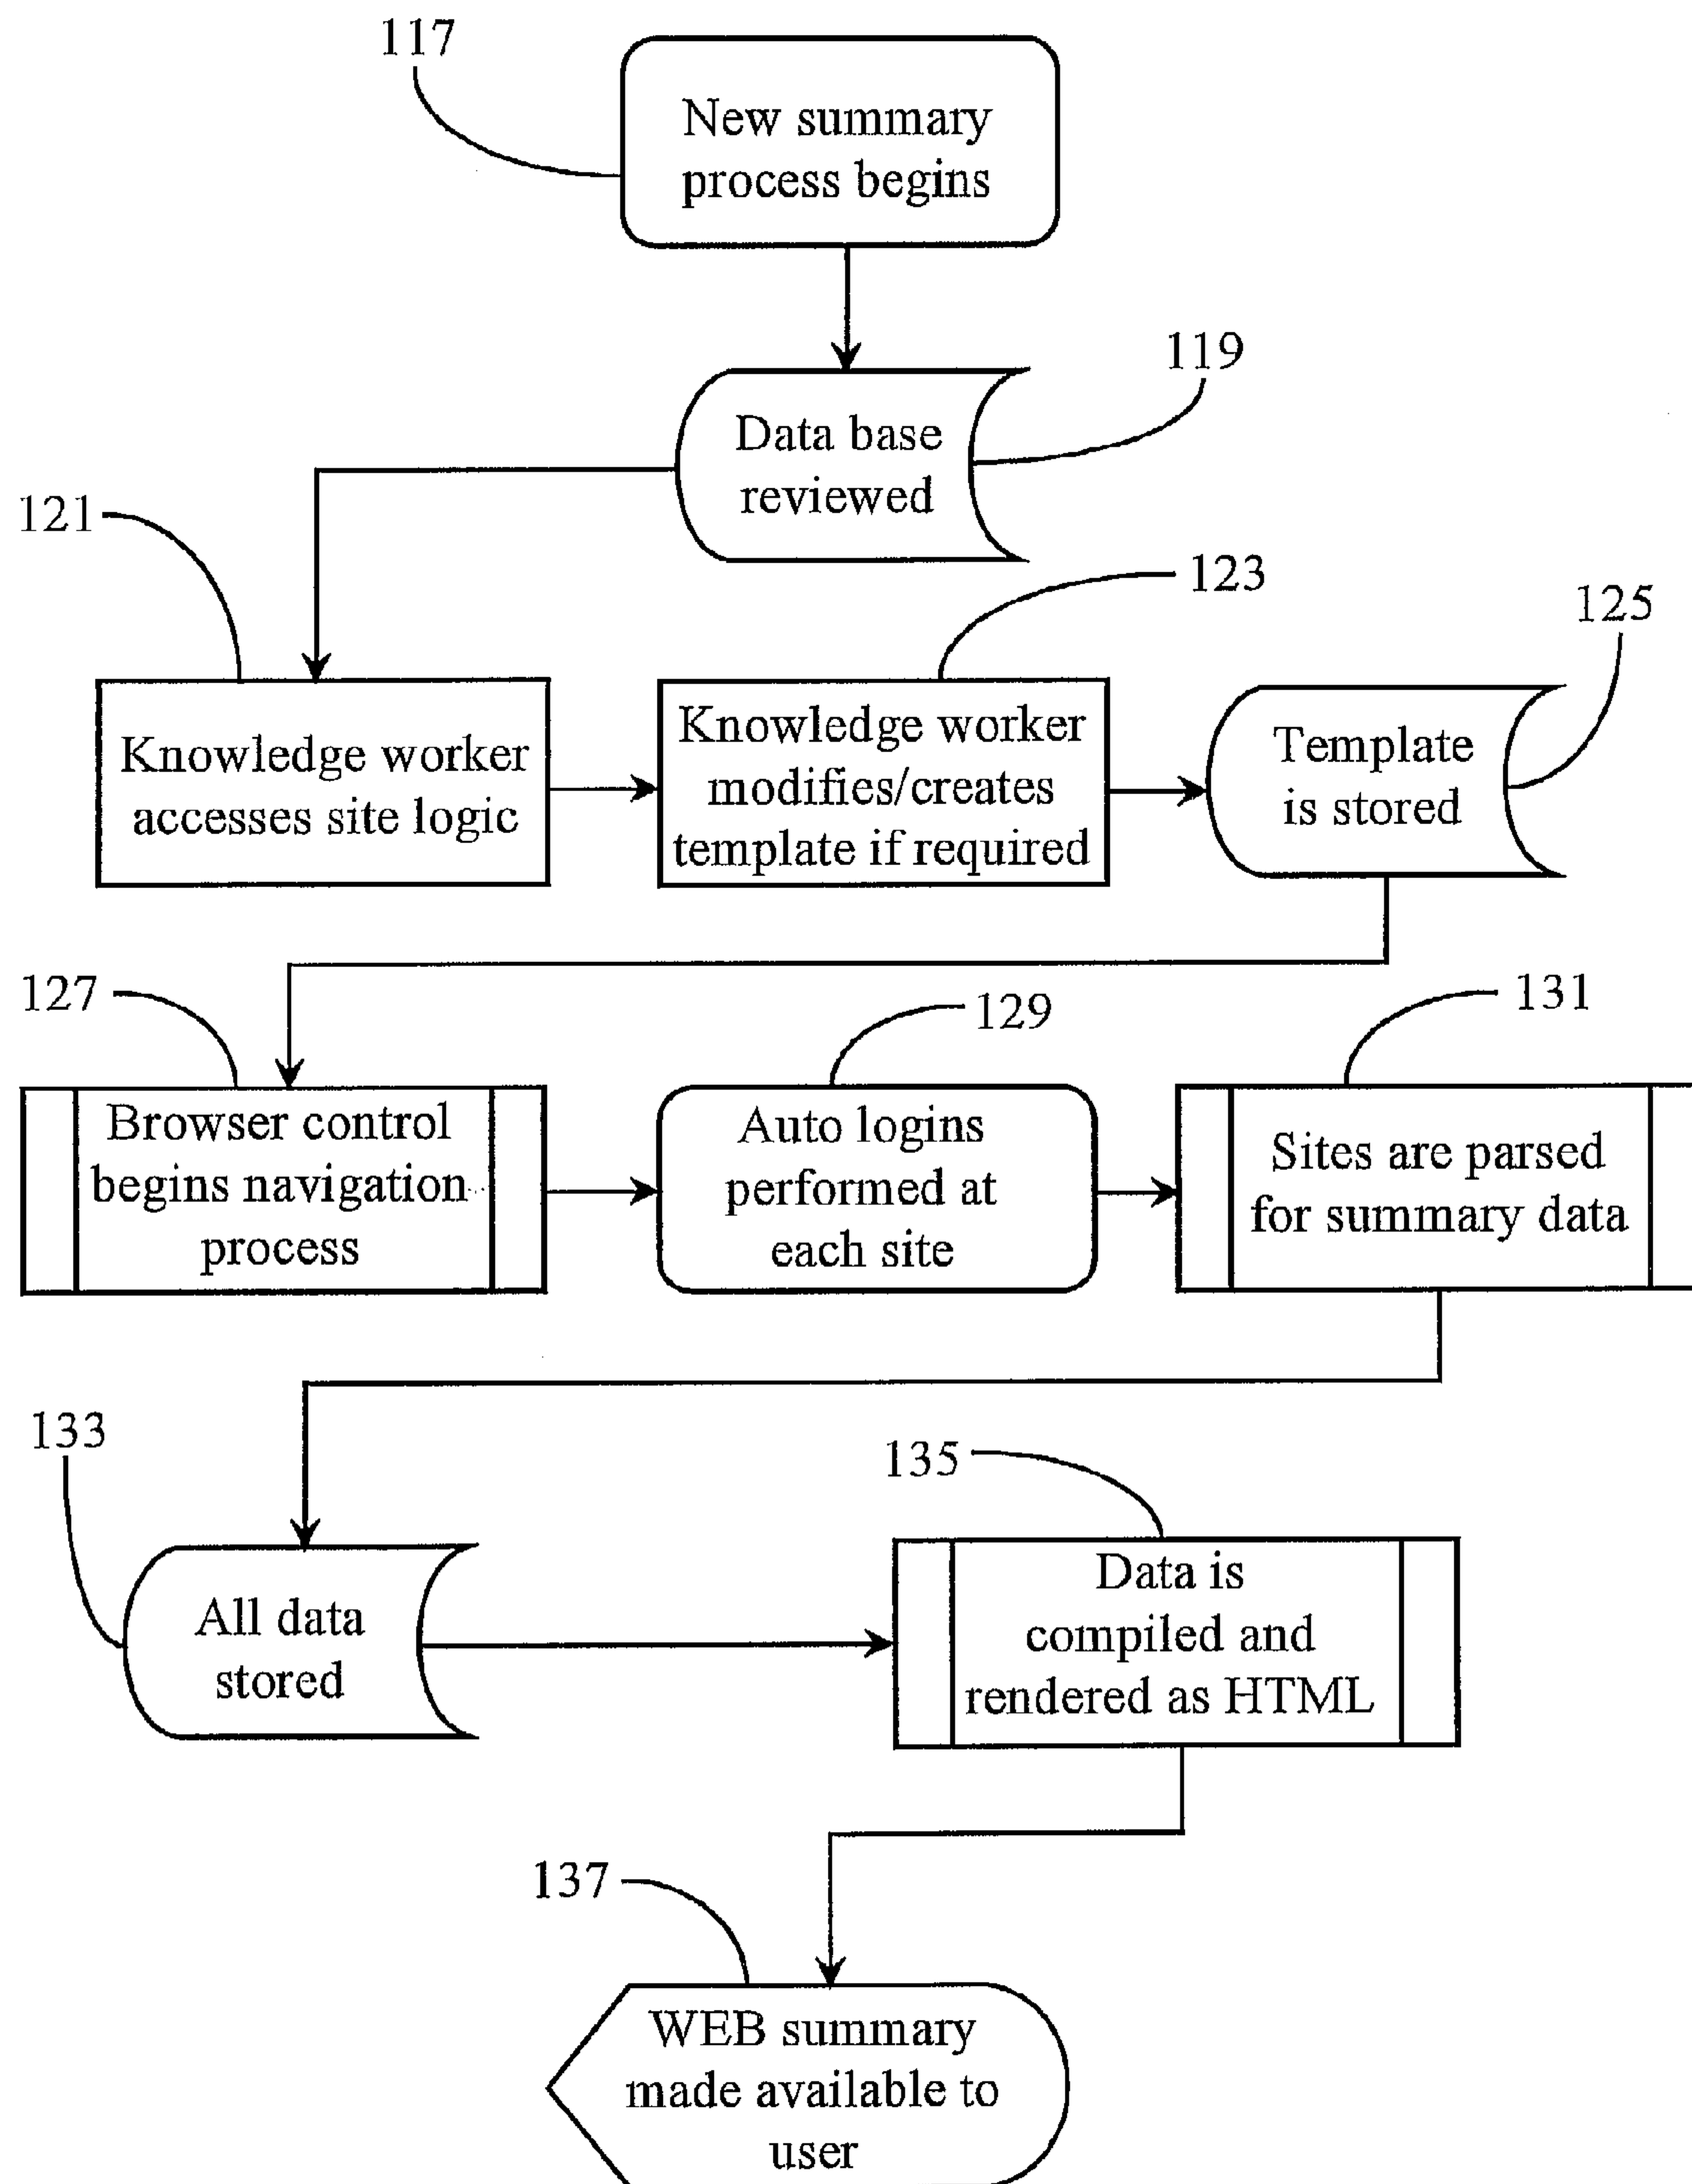 117
New summary
process begins
119
Data base
reviewed
121
123
125
Knowledge worker
accesses site logic
Knowledge worker
modifies/creates
template if required
Template
is stored
127
129
131
Browser control
begins navigation
process
Auto logins
performed at
each site
Sites are parsed
for summary data
133
135
All data
stored
Data is
compiled and
rendered as HTML
137
WEB summary
made available to
user